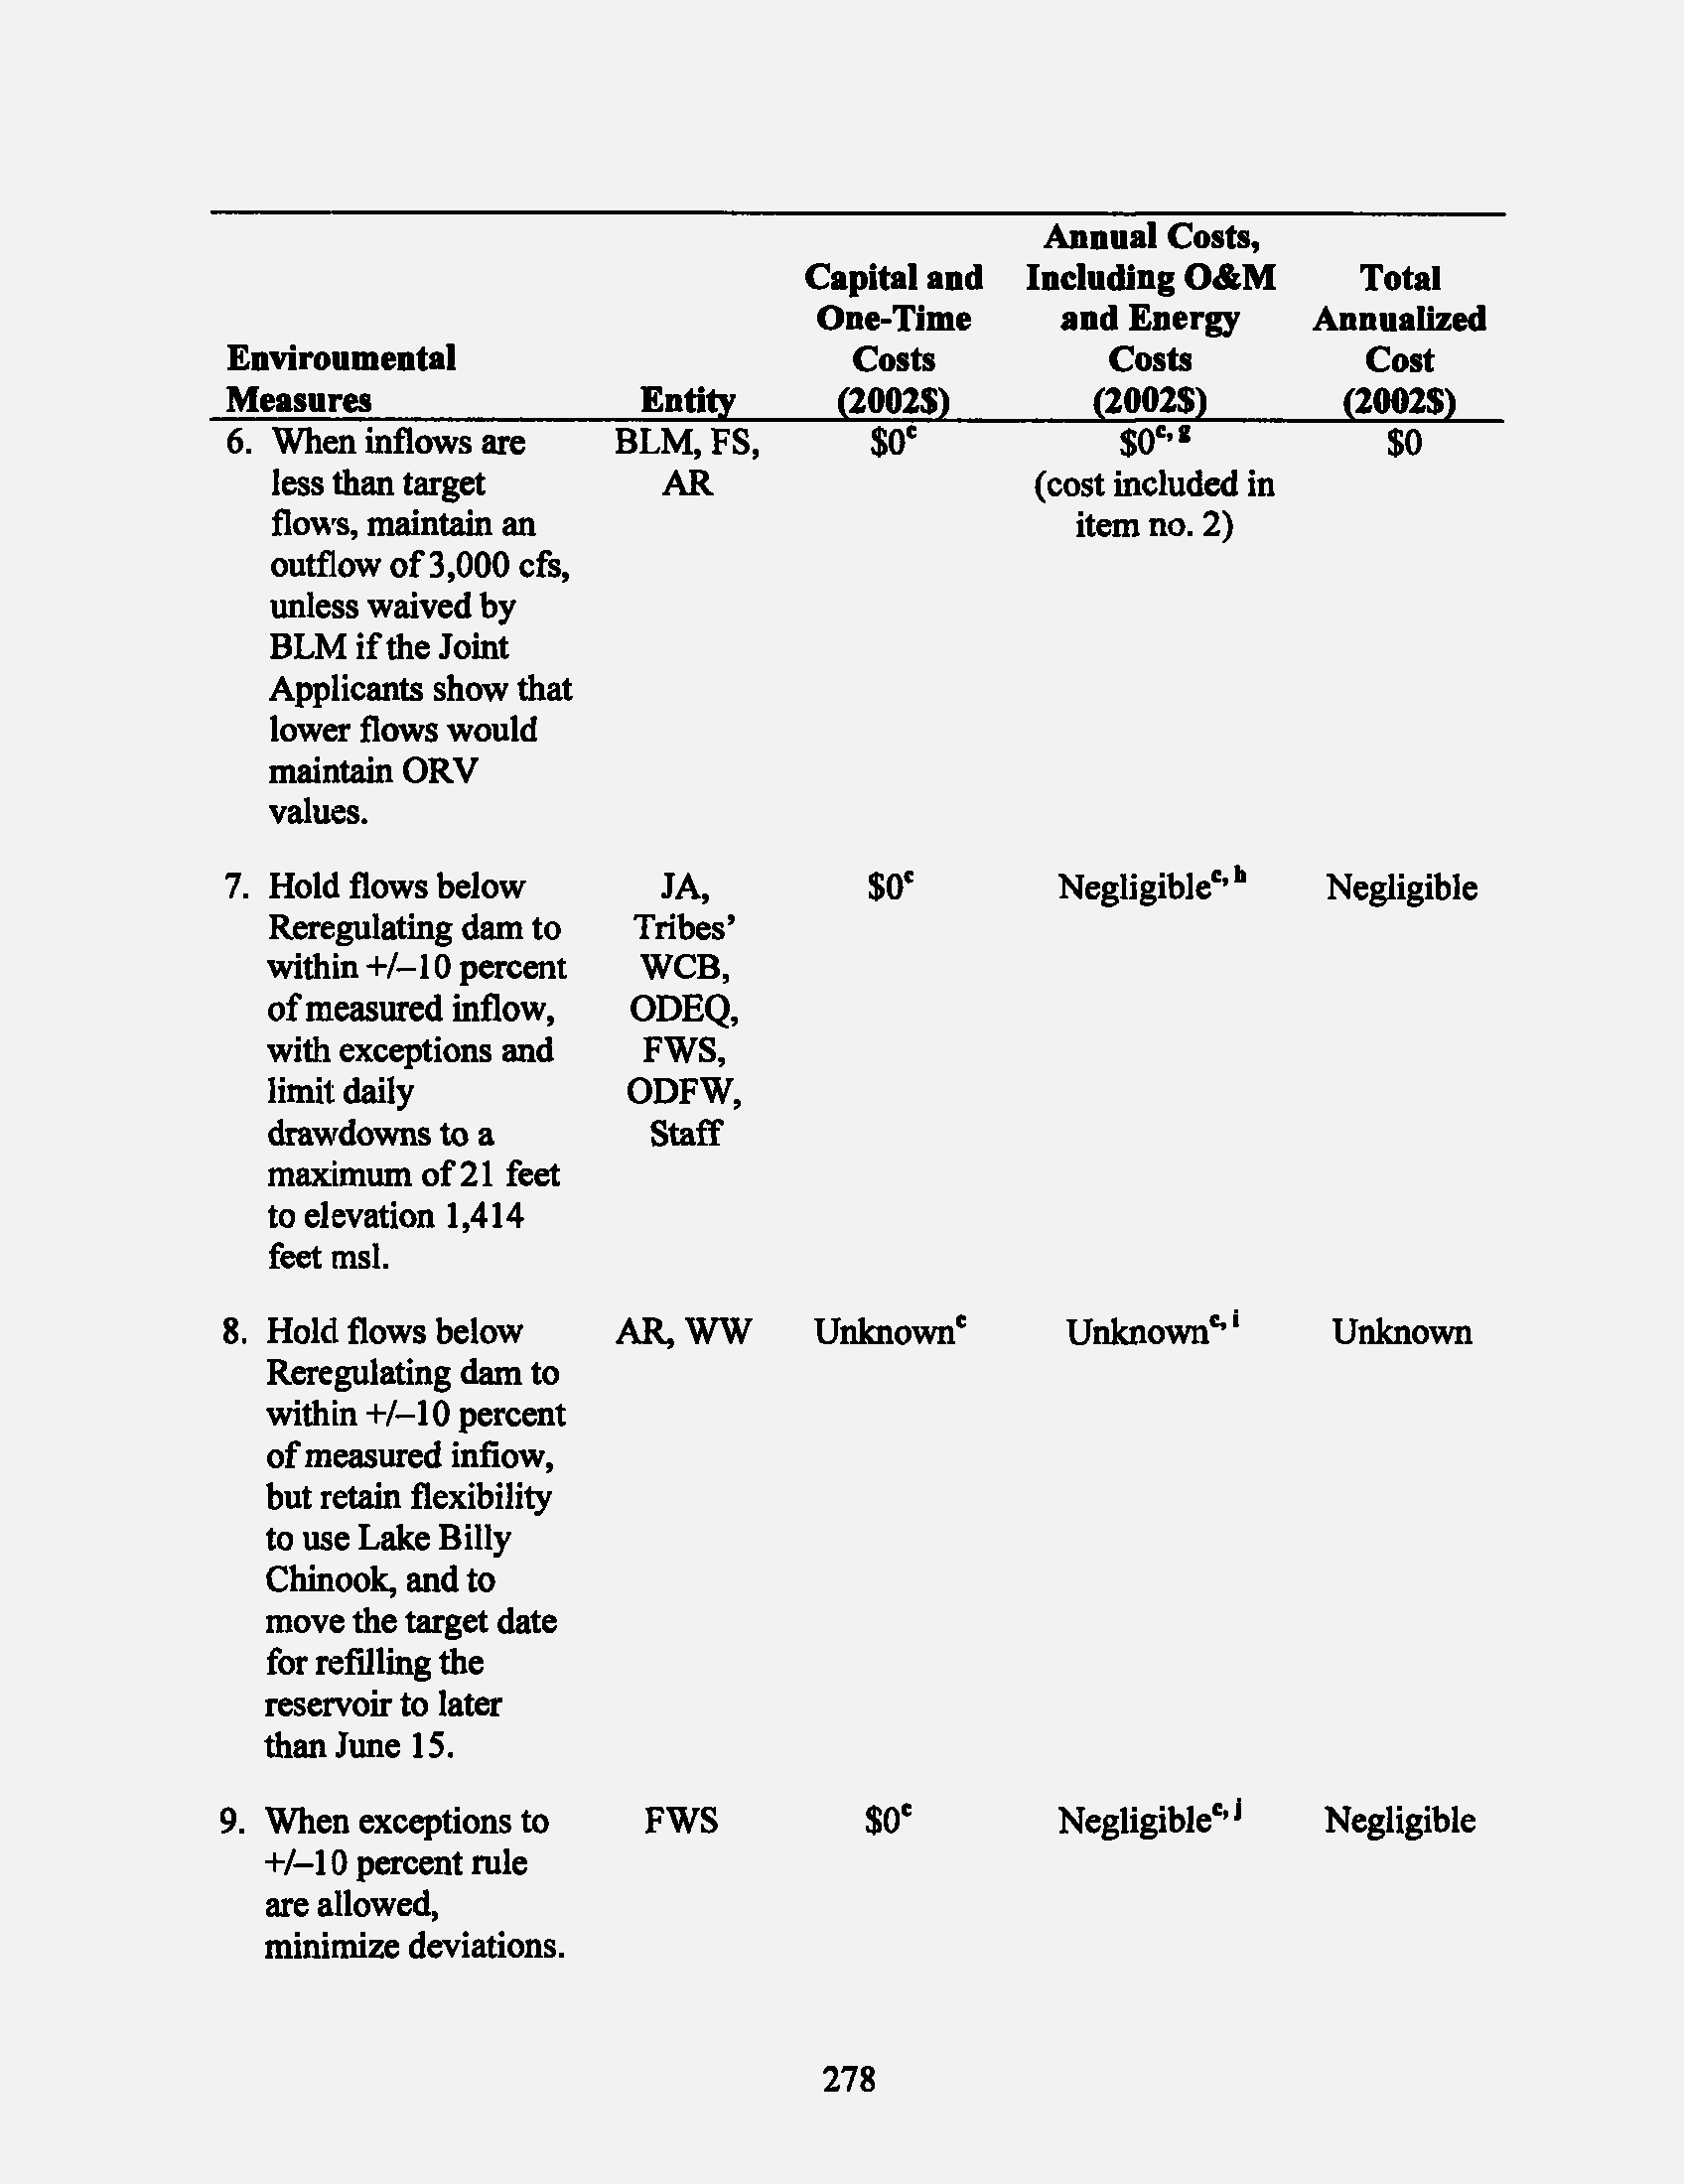 Annual Costs,
Capital and Including O&M Total
One-Time and Energy Annualized
Enviroumental Costs Costs Cost
Measures Entity (2002$) (2002$) (2002$)
6. When inflows are BLM, FS, $0c $0c, g $0
less than target AR (cost included in
flows, maintain an item no. 2)
outflow of 3,000 cfs,
unless waived by
BLM if the Joint
Applicants show that
lower flows would
maintain ORV
values.
7. Hold flows below JA, $0c Negligiblec, h Negligible
Reregulating dam to Tribes’
within +/–10 percent WCB,
of measured inflow, ODEQ,
with exceptions and FWS,
limit daily ODFW,
drawdowns to a Staff
maximum of 21 feet
to elevation 1,414
feet msl.
8. Hold flows below AR, WW Unknownc Unknownc, i Unknown
Reregulating dam to
within +/–10 percent
of measured inflow,
but retain flexibility
to use Lake Billy
Chinook, and to
move the target date
for refilling the
reservoir to later
than June 15.
9. When exceptions to FWS $0c Negligiblec, j Negligible
+/–10 percent rule
are allowed,
minimize deviations.
278